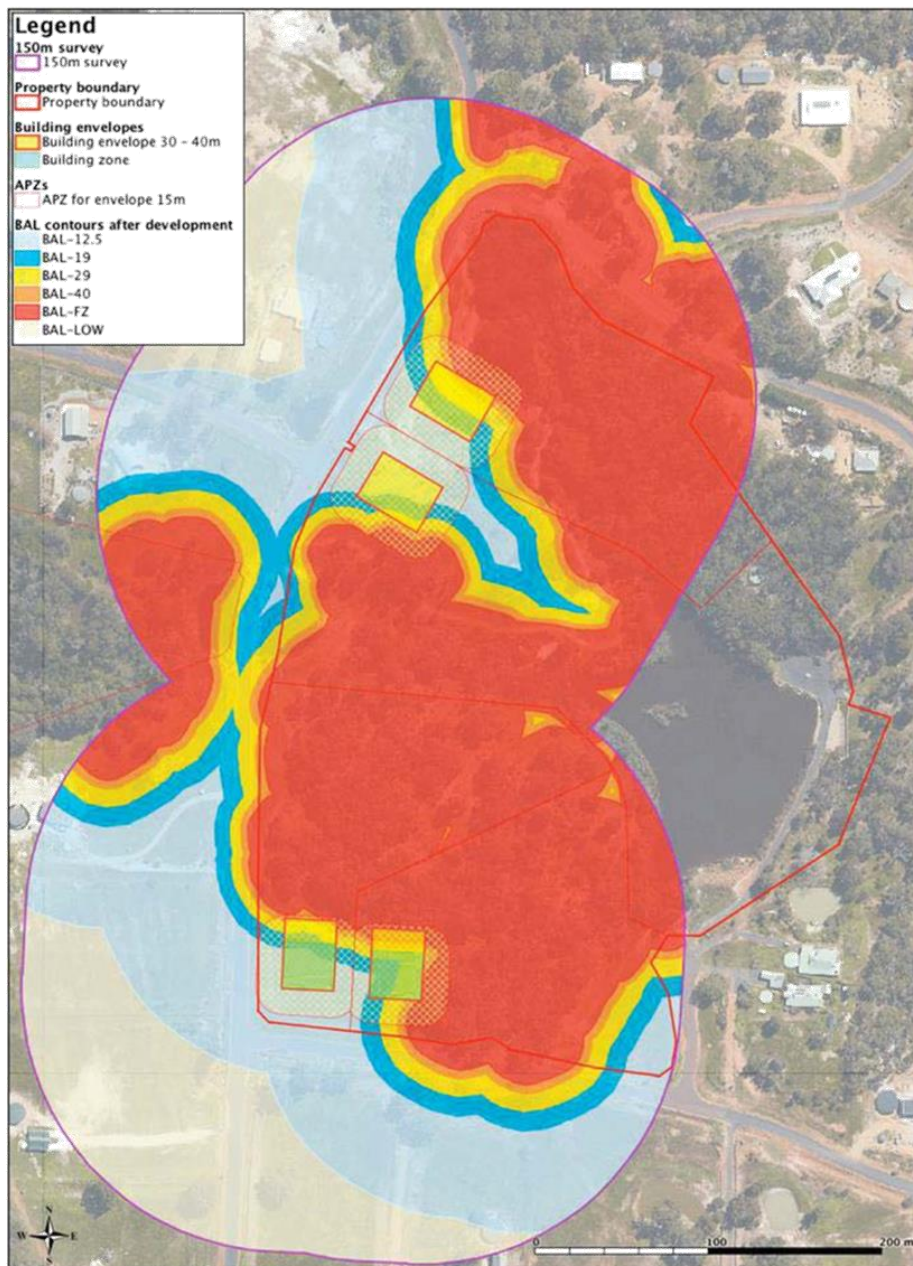 Legend
150m survey
150m survey
Property boundary
Property boundary
Building envelopes
Building envelope 30 - 40m
Building zone
APZs
APZ for envelope 15m
BAL contours after development
BAL-12.5
BAL-19
BAL-29
BAL-40
BAL-FZ
BAL-LOW
N
W E
S
0 100 200 m